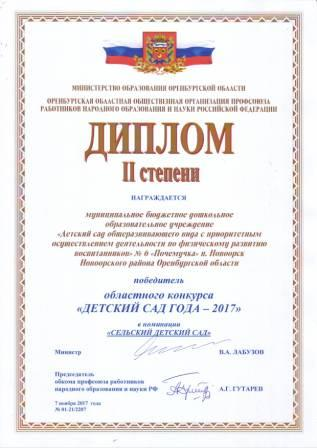 МИНИСТЕРСТВО ОБРАЗОВАНИЯ ОРЕНБУРГСКОЙ ОБЛАСТИ
ОРЕНБУРГСКАЯ ОБЛАСТНАЯ ОБЩЕСТВЕННАЯ ОРГАНИЗАЦИЯ ПРОФСОЮЗА
РАБОТНИКОВ НАРОДНОГО ОБРАЗОВАНИЯ И НАУКИ РОССИЙСКОЙ ФЕДЕРАЦИИ
ДИПЛОМ
II степени
НАГРАЖДАЕТСЯ
муниципальное бюджетное дошкольное
образовательное учреждение
«Детский сад общеразвивающего вида с приоритетным
осуществлением деятельности по физическому развитию
воспитанников» № 6 «Почемучка» п. Новоорск
Новоорского района Оренбургской области
победитель
областного конкурса
«ДЕТСКИЙ САД ГОДА – 2017»
в номинации
«СЕЛЬСКИЙ ДЕТСКИЙ САД»
Министр В.А. ЛАБУЗОВ
Председатель
обкома профсоюза работников
народного образования и науки РФ А.Г. ГУТАРЕВ
7 ноября 2017 года
№ 01-21/2207